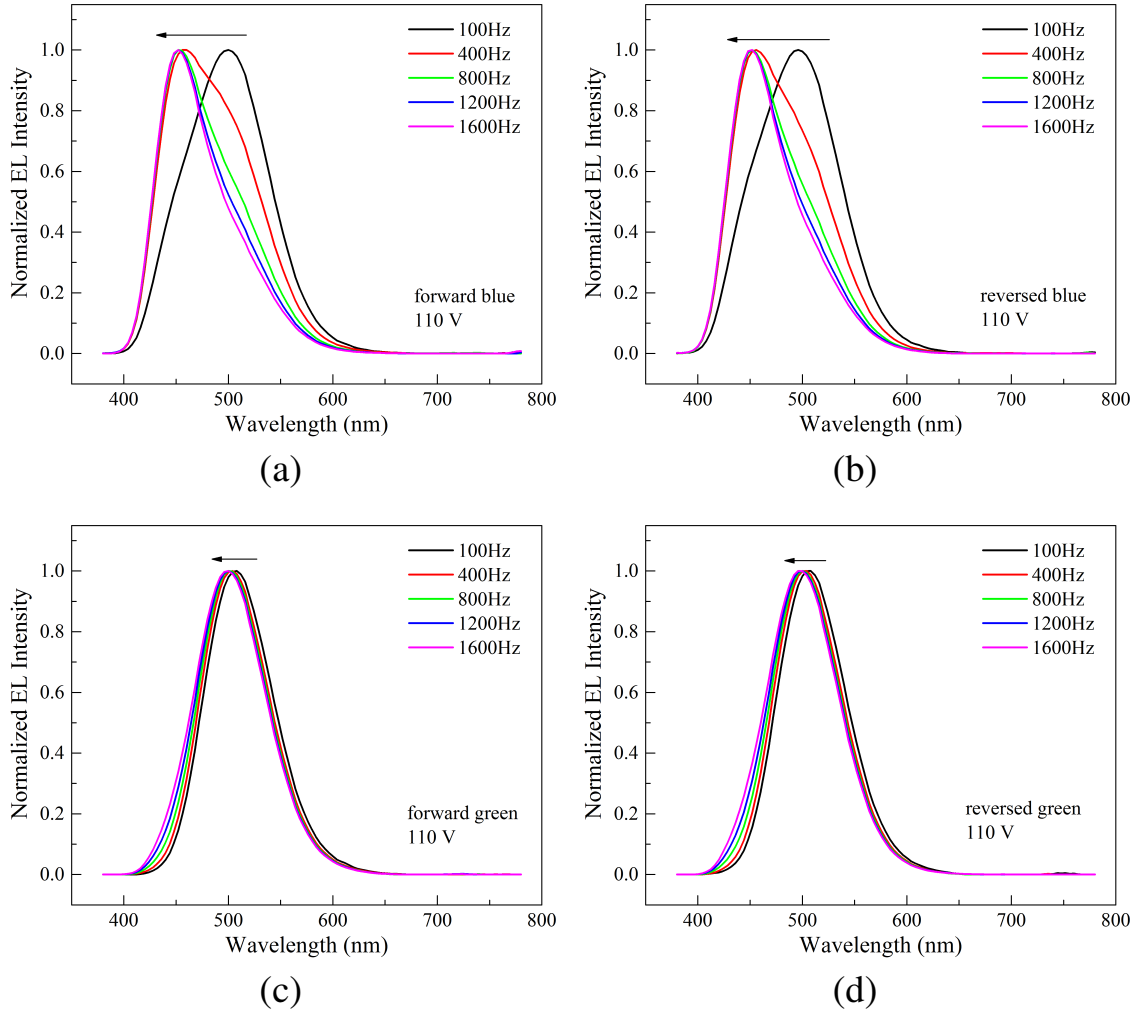 100Hz
400Hz
800Hz
1200Hz
1600Hz
1.0
0.8
0.6
0.4
0.2
0.0
Normalized EL Intensity
forward blue
110 V
400 500 600 700 800
Wavelength (nm)
(a)
100Hz
400Hz
800Hz
1200Hz
1600Hz
1.0
0.8
0.6
0.4
0.2
0.0
Normalized EL Intensity
reversed blue
110 V
400 500 600 700 800
Wavelength (nm)
(b)
100Hz
400Hz
800Hz
1200Hz
1600Hz
1.0
0.8
0.6
0.4
0.2
0.0
Normalized EL Intensity
forward green
110 V
400 500 600 700 800
Wavelength (nm)
(c)
100Hz
400Hz
800Hz
1200Hz
1600Hz
1.0
0.8
0.6
0.4
0.2
0.0
Normalized EL Intensity
reversed green
110 V
400 500 600 700 800
Wavelength (nm)
(d)